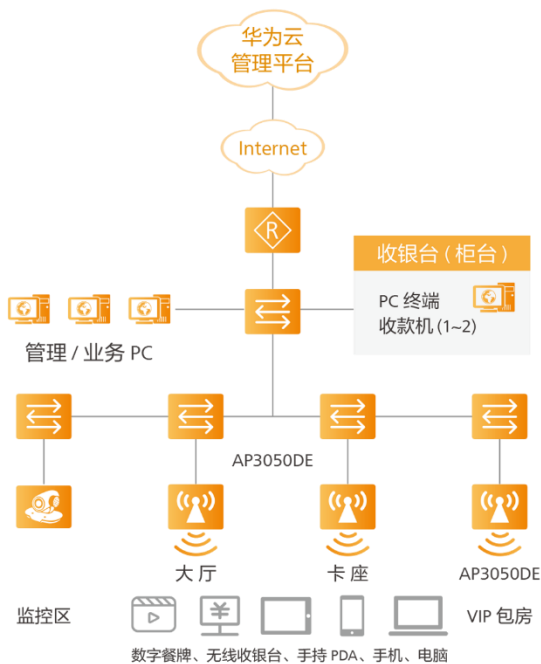 华为云
管理平台
Internet
R
收银台 ( 柜台 )
PC 终端
收款机 (1~2)
管理 / 业务 PC
AP3050DE
大 厅
卡 座
AP3050DE
监控区
¥
VIP 包房
数字餐牌、无线收银台、手持 PDA、手机、电脑